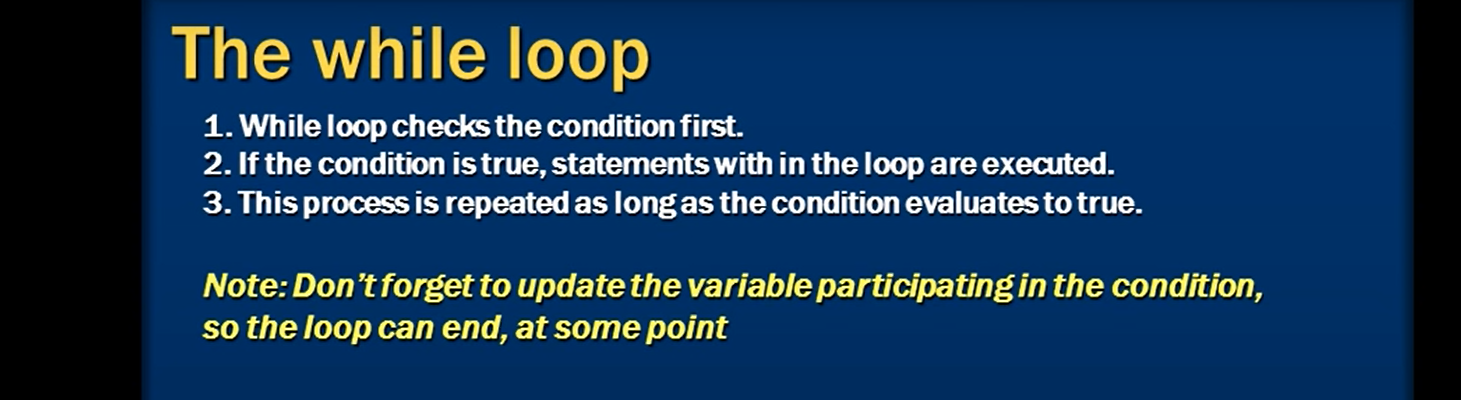 The while loop
1. While loop checks the condition first.
2. If the condition is true, statements with in the loop are executed.
3. This process is repeated as long as the condition evaluates to true.
Note: Don't forget to update the variable participating in the condition,
so the loop can end, at some point